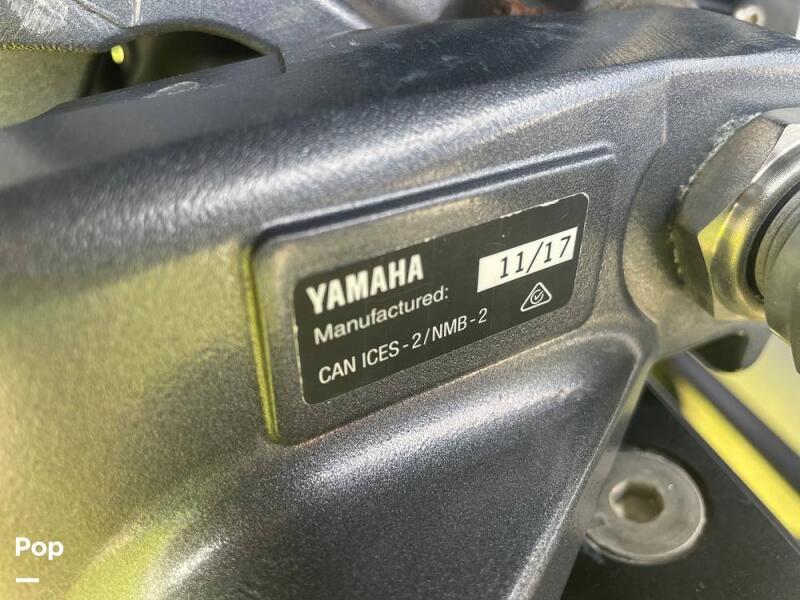 YAMAHA
Manufactured: 11/17
CAN ICES-2/NMB-2
Pop